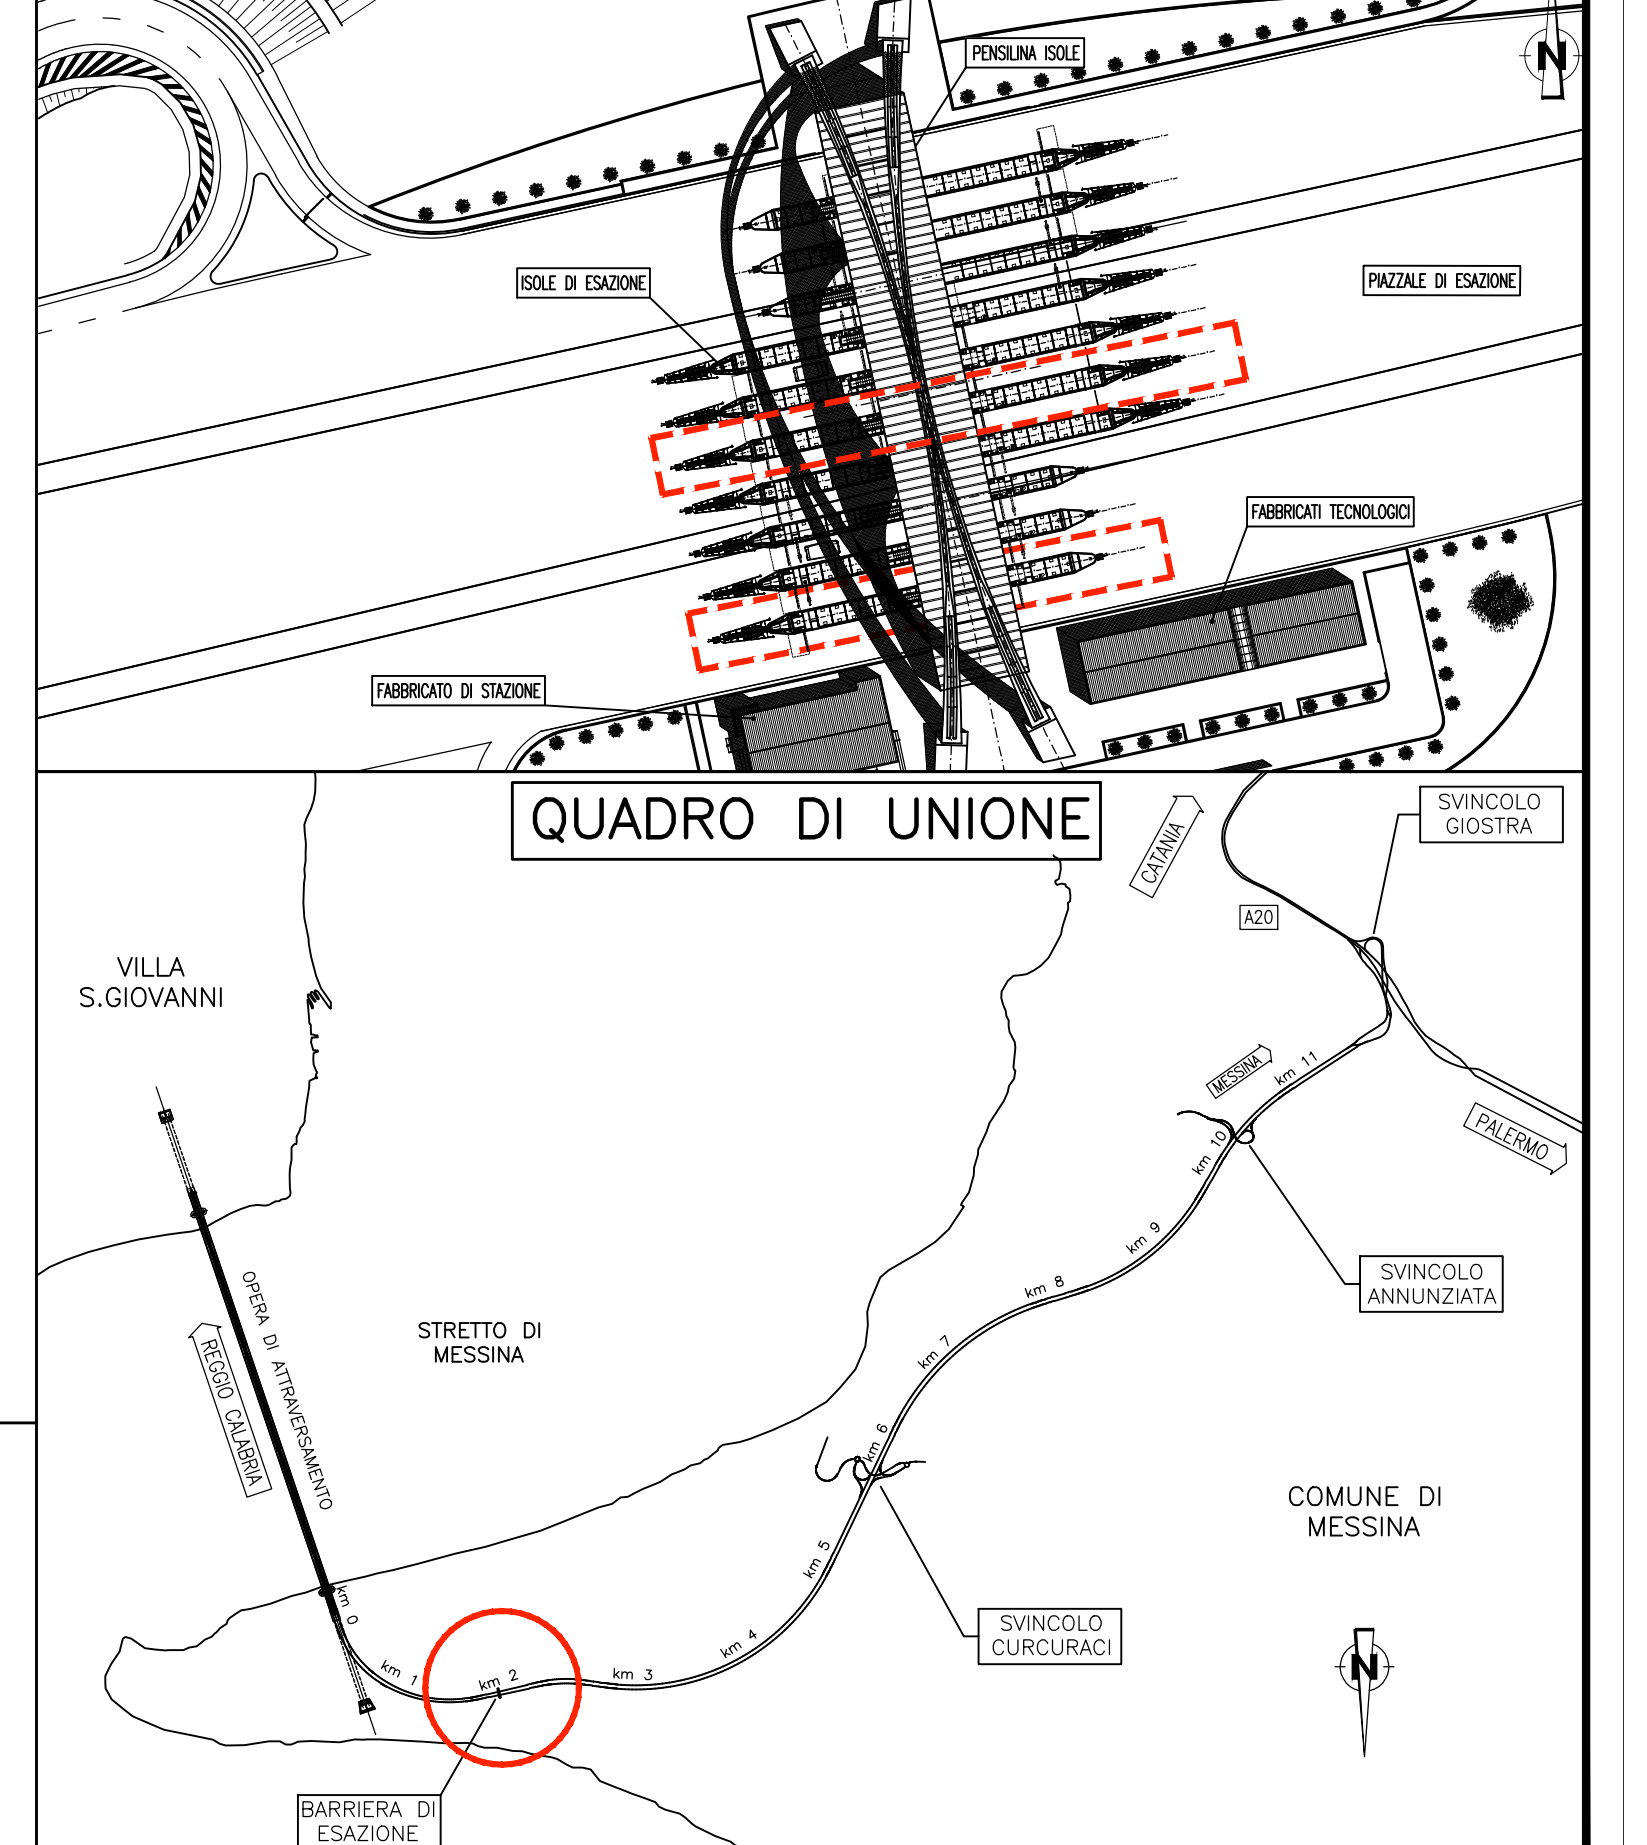 PENSILINA ISOLE
N
ISOLE DI ESAZIONE
PIAZZALE DI ESAZIONE
FABBRICATI TECNOLOGICI
FABBRICATO DI STAZIONE
QUADRO DI UNIONE
CATANIA
SVINCOLO
GIOSTRA
A20
VILLA
S.GIOVANNI
MESSINA
km 11
PALERMO
km 10
km 9
SVINCOLO
ANNUNZIATA
km 8
OPERA DI ATTRAVERSAMENTO
REGGIO CALABRIA
STRETTO DI
MESSINA
km 7
km 6
COMUNE DI
MESSINA
km 5
km 0
SVINCOLO
CURCURACI
km 4
km 3
km 2
km 1
N
BARRIERA DI
ESAZIONE